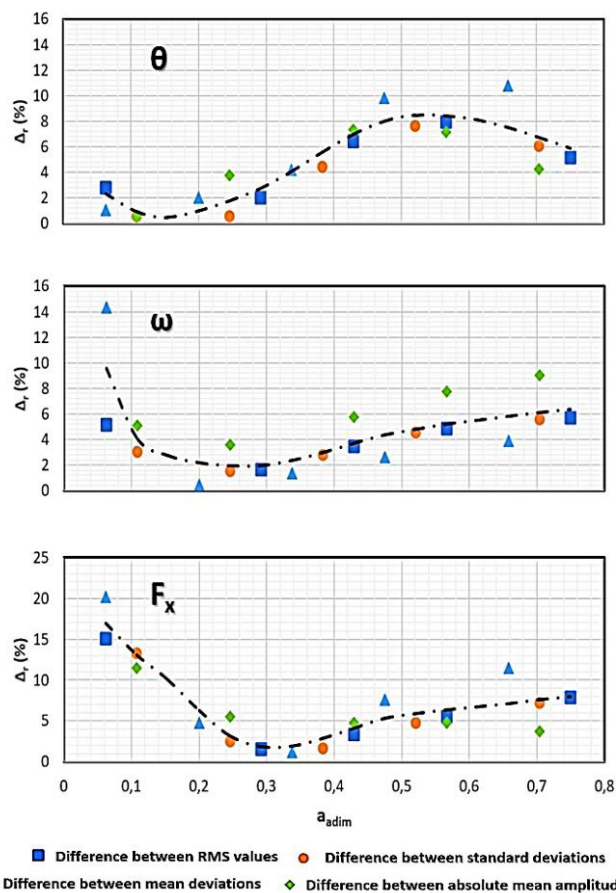 16
14
12
10
8
6
4
2
0
Δr (%)
θ
16
14
12
10
8
6
4
2
0
Δr (%)
ω
25
20
15
10
5
0
Δr (%)
Fx
0 0,1 0,2 0,3 0,4 0,5 0,6 0,7 0,8
aadim
Difference between RMS values Difference between standard deviations
Difference between mean deviations Difference between absolute mean amplitud